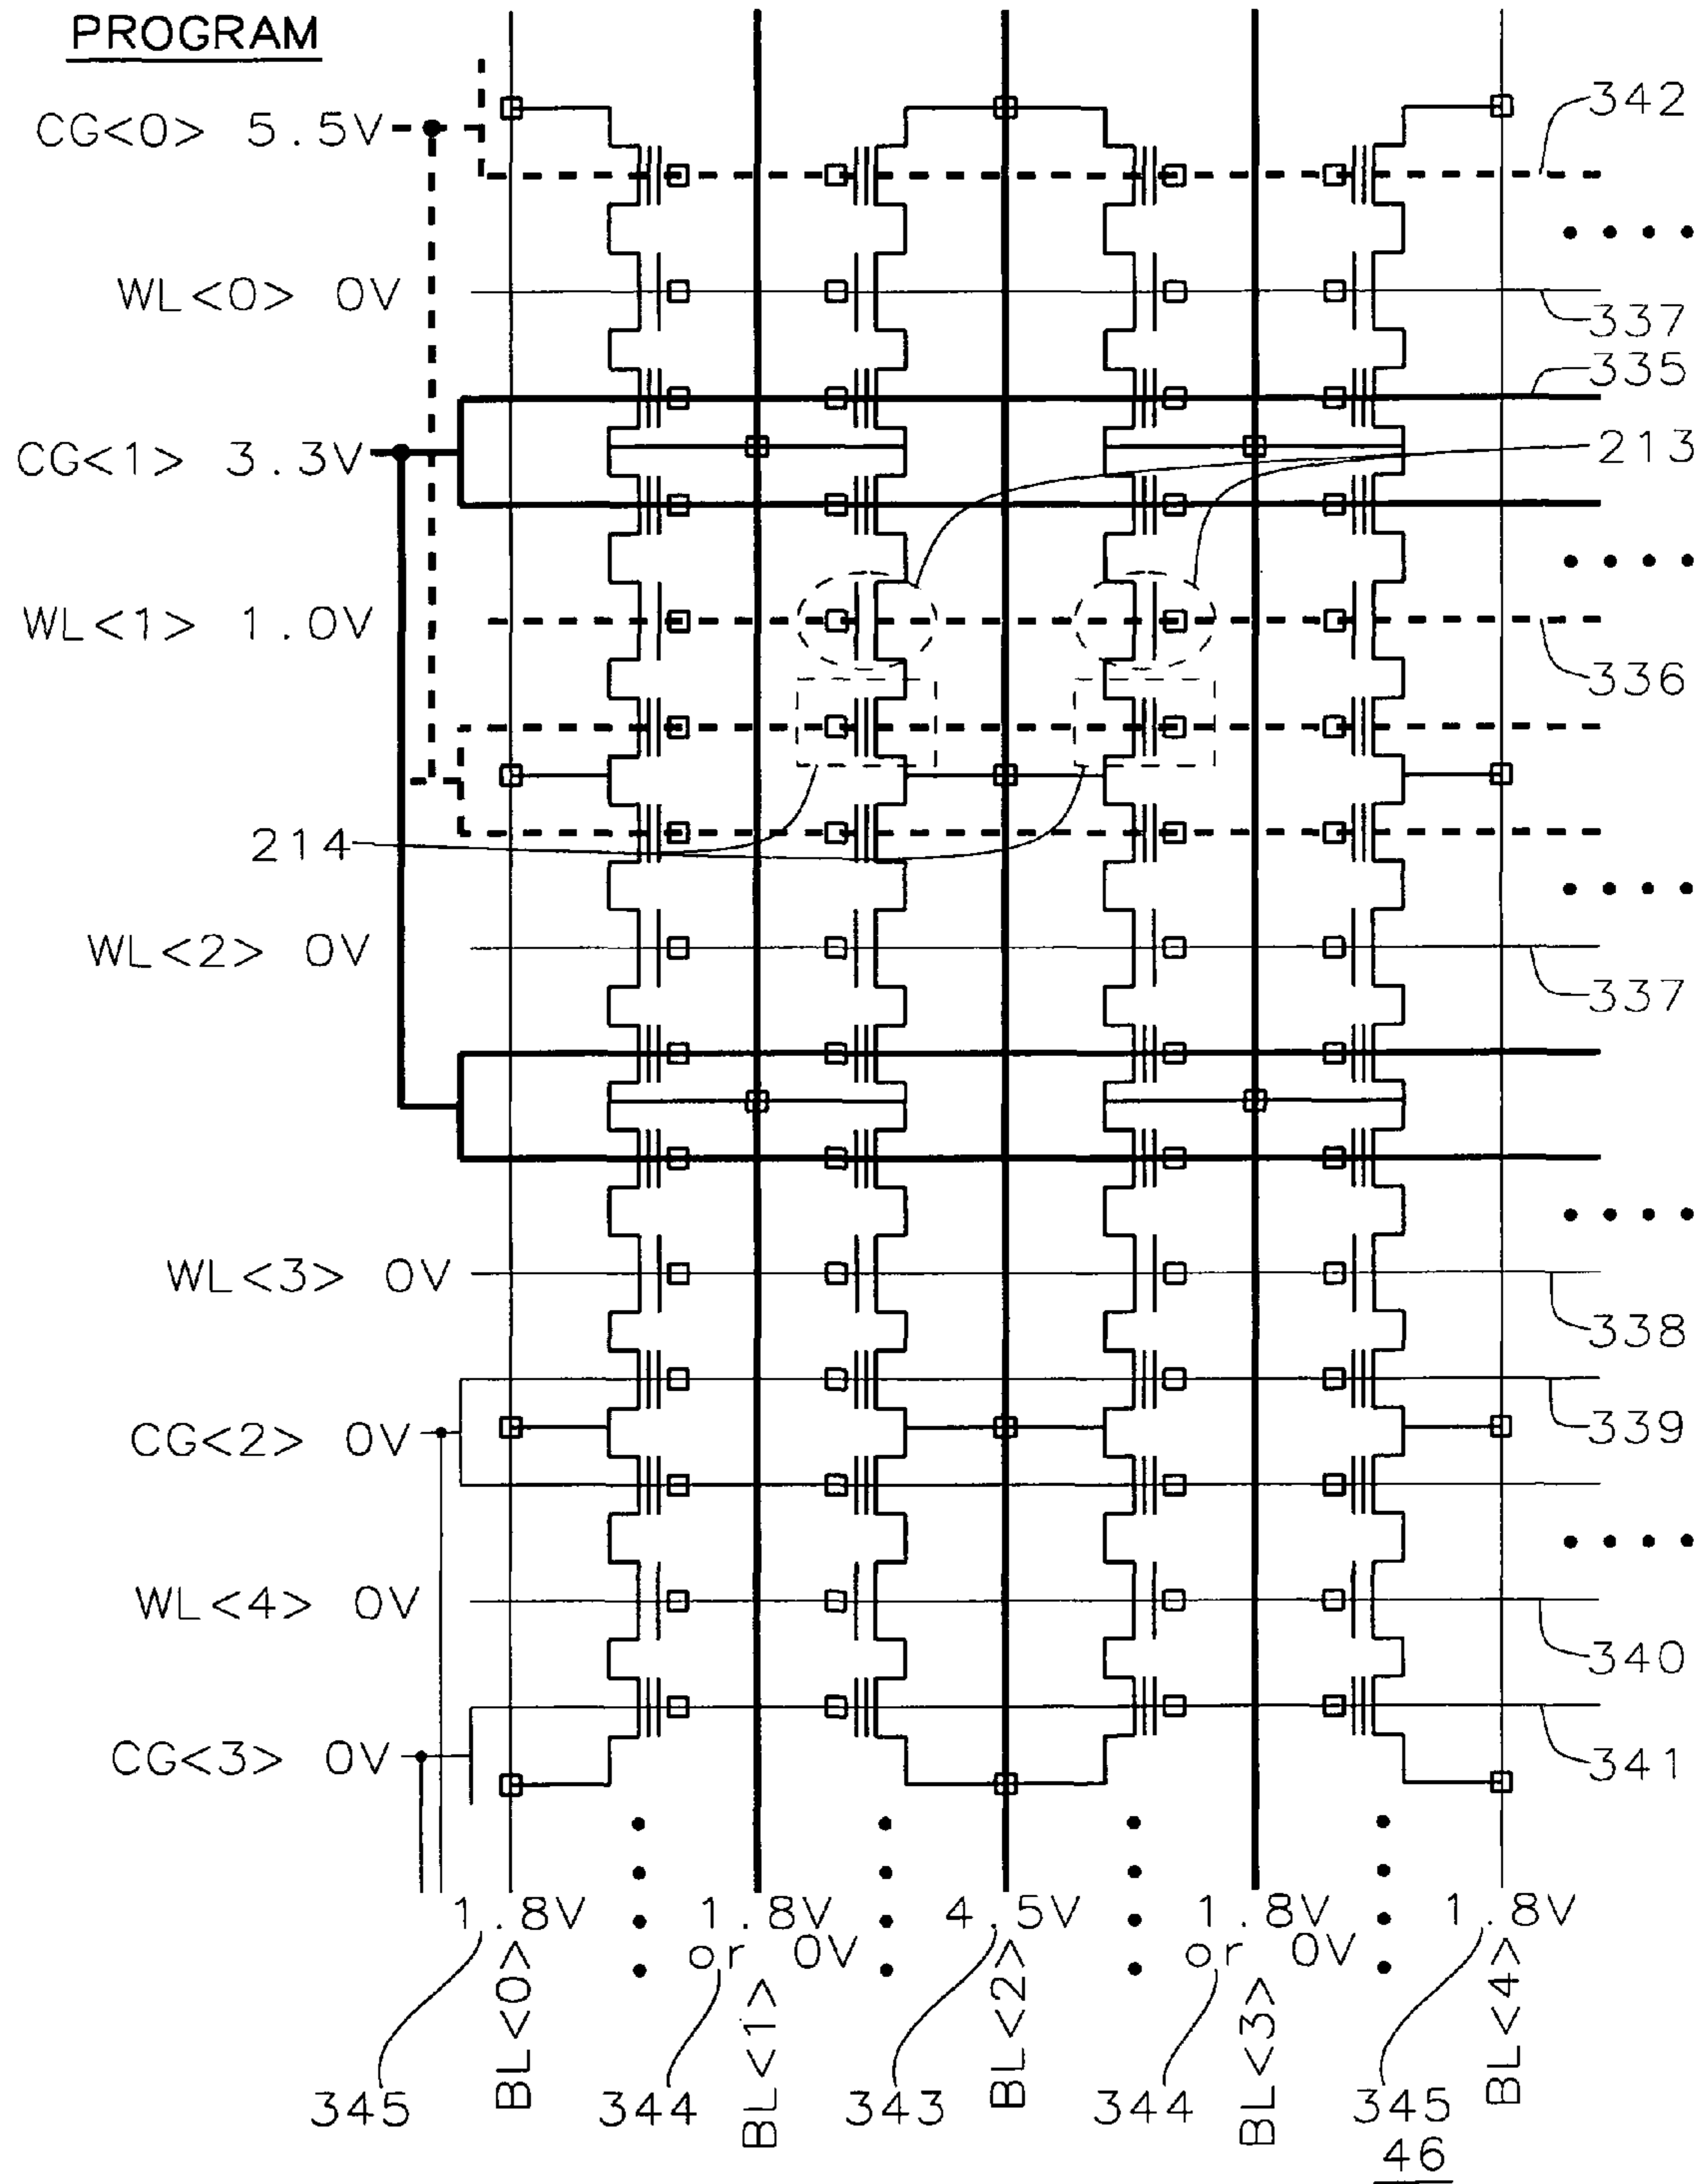 PROGRAM
CG<0> 5.5V
342
WL<0> 0V
337
335
CG<1> 3.3V
213
WL<1> 1.0V
336
214
WL<2> 0V
337
WL<3> 0V
338
CG<2> 0V
339
WL<4> 0V
340
CG<3> 0V
341
1.8V
1.8V
or 0V
4.5V
1.8V
or 0V
1.8V
BL<0>
BL<1>
BL<2>
BL<3>
BL<4>
345
344
343
344
345
46